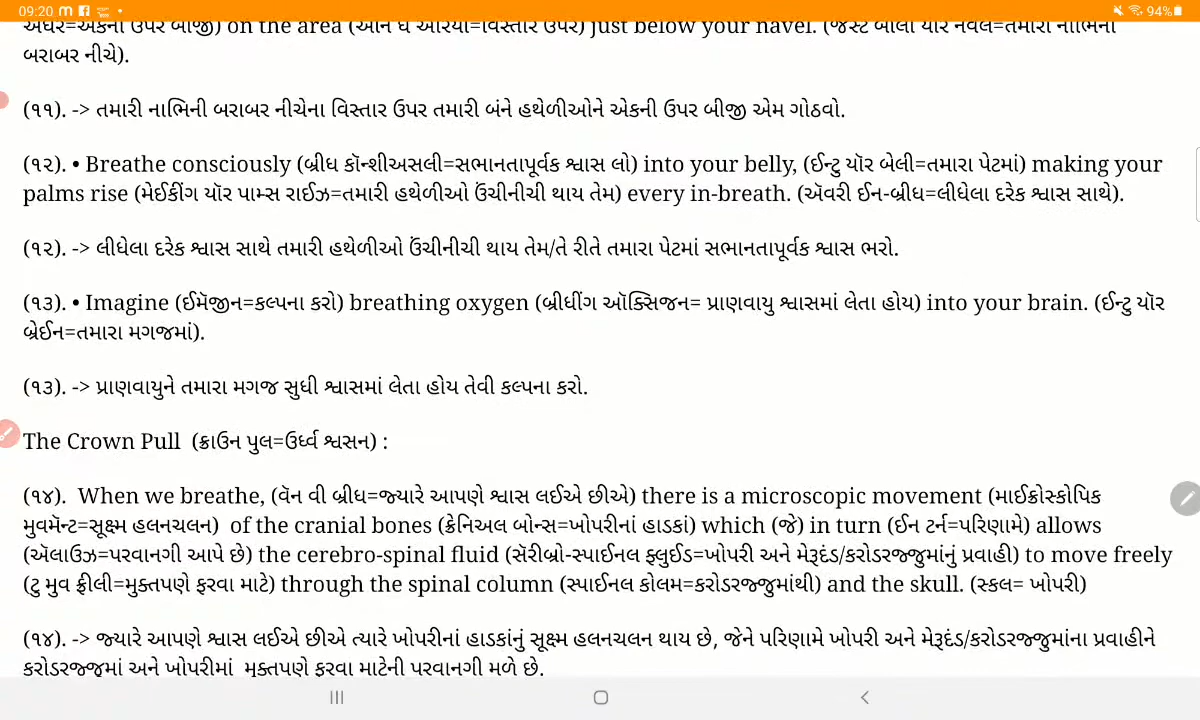 09:20
94%
અધર=એકની ઉપર બીજી) on the area (ઑન ધ એરિયા=વિસ્તાર ઉપર) just below your navel. (જસ્ટ બીલો યૉર નેવલ=તમારી નાભિની
બરાબર નીચે).
(૧૧). -> તમારી નાભિની બરાબર નીચેના વિસ્તાર ઉપર તમારી બંને હથેળીઓને એકની ઉપર બીજી એમ ગોઠવો.
(૧૨). • Breathe consciously (બ્રીધ કૉન્શીઅસલી=સભાનતાપૂર્વક શ્વાસ લો) into your belly, (ઈન્ટુ યૉર બેલી=તમારા પેટમાં) making your
palms rise (મેઈકીંગ યૉર પામ્સ રાઈઝ=તમારી હથેળીઓ ઉંચીનીચી થાય તેમ) every in-breath. (ઍવરી ઈન-બ્રીધ=લીધેલા દરેક શ્વાસ સાથે).
(૧૨). -> લીધેલા દરેક શ્વાસ સાથે તમારી હથેળીઓ ઉંચીનીચી થાય તેમ/તે રીતે તમારા પેટમાં સભાનતાપૂર્વક શ્વાસ ભરો.
(૧૩). • Imagine (ઈમૅજીન=કલ્પના કરો) breathing oxygen (બ્રીધીંગ ઑક્સિજન= પ્રાણવાયુ શ્વાસમાં લેતા હોય) into your brain. (ઈન્ટુ યૉર
બ્રેઈન=તમારા મગજમાં).
(૧૩). -> પ્રાણવાયુને તમારા મગજ સુધી શ્વાસમાં લેતા હોય તેવી કલ્પના કરો.
The Crown Pull (ક્રાઉન પુલ=ઉર્ધ્વ શ્વસન) :
(૧૪). When we breathe, (વૅન વી બ્રીધ=જ્યારે આપણે શ્વાસ લઈએ છીએ) there is a microscopic movement (માઈક્રોસ્કોપિક
મુવમૅન્ટ=સૂક્ષ્મ હલનચલન) of the cranial bones (ક્રેનિઅલ બોન્સ=ખોપરીનાં હાડકાં) which (જે) in turn (ઈન ટર્ન=પરિણામે) allows
(ઍલાઉઝ=પરવાનગી આપે છે) the cerebro-spinal fluid (સૅરીબ્રો-સ્પાઈનલ ફ્લુઈડ=ખોપરી અને મેરૂદંડ/કરોડરજ્જુમાંનું પ્રવાહી) to move freely
(ટુ મુવ ફ્રીલી=મુક્તપણે ફરવા માટે) through the spinal column (સ્પાઈનલ કોલમ=કરોડરજ્જુમાંથી) and the skull. (સ્કલ= ખોપરી)
(૧૪). -> જ્યારે આપણે શ્વાસ લઈએ છીએ ત્યારે ખોપરીનાં હાડકાંનું સૂક્ષ્મ હલનચલન થાય છે, જેને પરિણામે ખોપરી અને મેરૂદંડ/કરોડરજ્જુમાંના પ્રવાહીને
કરોડરજ્જુમાં અને ખોપરીમાં મુક્તપણે ફરવા માટેની પરવાનગી મળે છે.